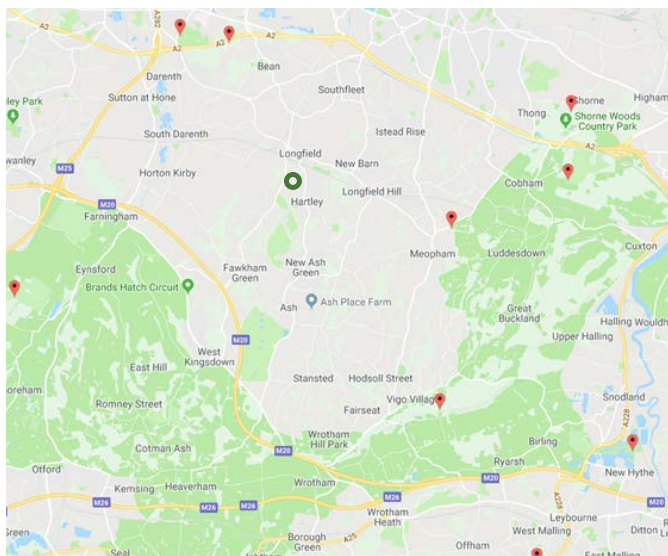 A282
A2
A2
A2
Bean
Darenth
Southfleet
Sutton at Home
ley Park
Thong
Shorne
Higham
Shorne Woods
Country Park
South Darenth
Istead Rise
A2
wanley
M25
Longfield
New Barn
Horton Kirby
Longfield Hill
Cobham
M20
Farningham
Hartley
Meopham
Luddesdown
Cuxton
Eynsford
Fawkham
Green
New Ash
Green
Brands Hatch Circuit
Ash
Ash Place Farm
Great
Buckland
Halling
Wouldh
Upper Halling
M20
West
Kingsdown
East Hill
oreham
Stansted
Hodsoll Street
Romney Street
Fairseat
Vigo Village
Snodland
A228
Cotman-Ash
Wrotham
Hill Park
Birling
M20
Ryarsh
New Hythe
Otford
Kemsing
Heaverham
Wrotham
M20
M20
M26
M26
A228
Leybourne
Wrotham
Heath
Borough
Green
A25
West Malling
Ditton
Offham
East Malling
Green
Seal